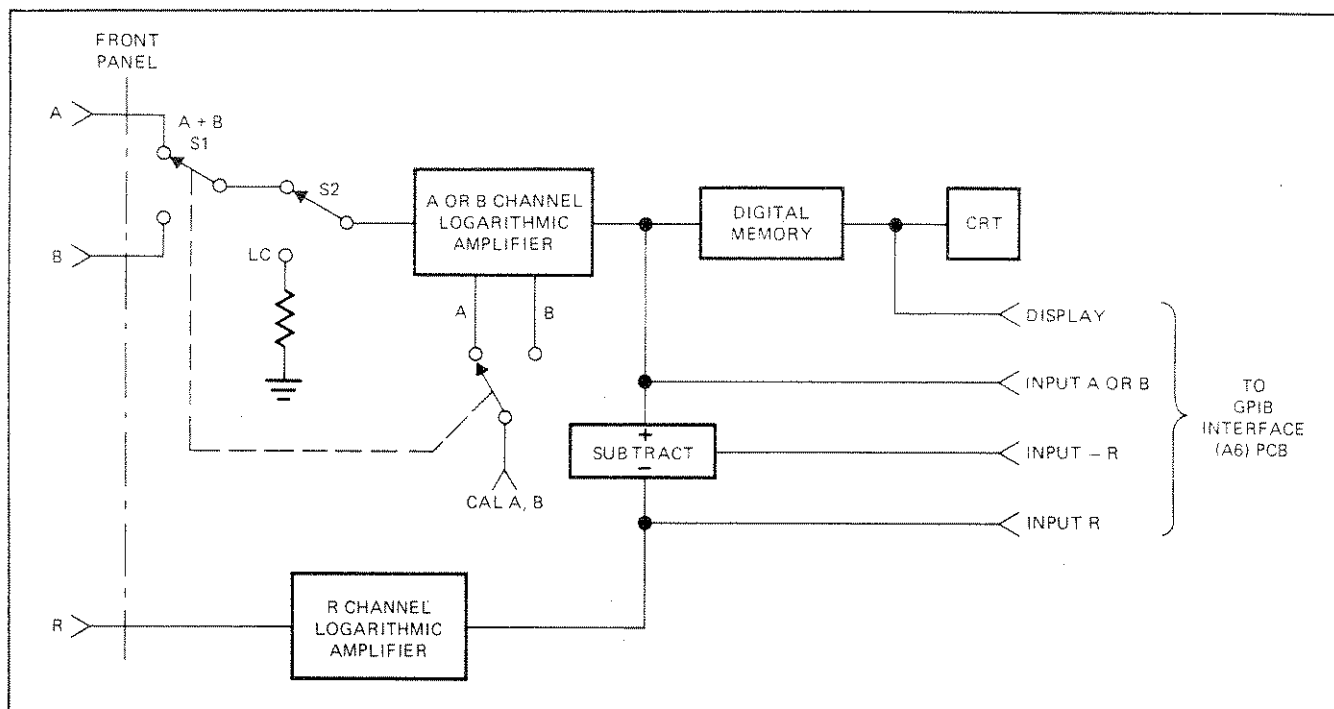 FRONT
PANEL
A
A + B
S1
S2
B
LC
A OR B CHANNEL
LOGARITHMIC
AMPLIFIER
DIGITAL
MEMORY
CRT
A
B
DISPLAY
INPUT A OR B
+
SUBTRACT
−
INPUT – R
INPUT R
TO
GPIB
INTERFACE
(A6) PCB
CAL A, B
R
R CHANNEL
LOGARITHMIC
AMPLIFIER